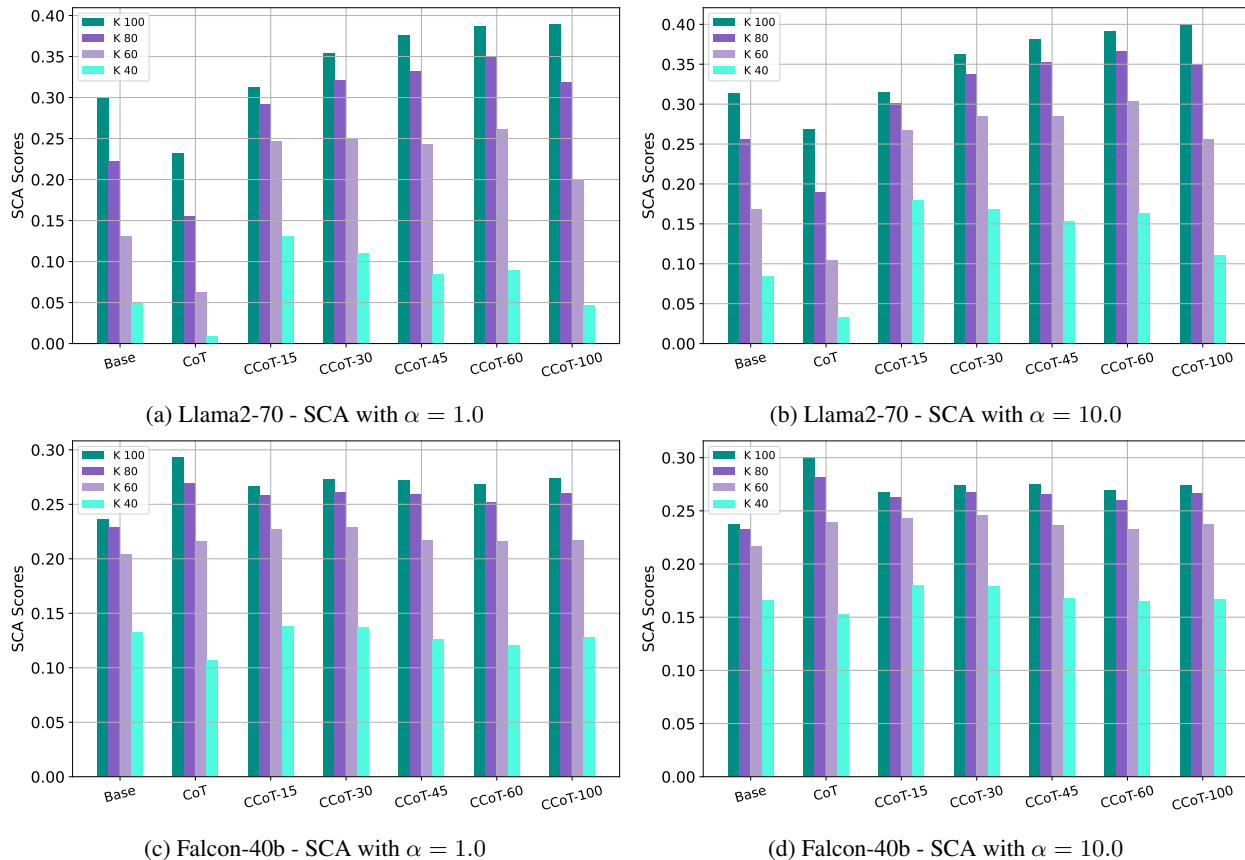 0.40
0.35
0.30
0.25
0.20
0.15
0.10
0.05
0.00
SCA Scores
K 100
K 80
K 60
K 40
Base
CoT
CCoT-15
CCoT-30
CCoT-45
CCoT-60
CCoT-100
(a) Llama2-70 - SCA with α = 1.0
0.40
0.35
0.30
0.25
0.20
0.15
0.10
0.05
0.00
SCA Scores
K 100
K 80
K 60
K 40
Base
CoT
CCoT-15
CCoT-30
CCoT-45
CCoT-60
CCoT-100
(b) Llama2-70 - SCA with α = 10.0
0.30
0.25
0.20
0.15
0.10
0.05
0.00
SCA Scores
K 100
K 80
K 60
K 40
Base
CoT
CCoT-15
CCoT-30
CCoT-45
CCoT-60
CCoT-100
(c) Falcon-40b - SCA with α = 1.0
0.30
0.25
0.20
0.15
0.10
0.05
0.00
SCA Scores
K 100
K 80
K 60
K 40
Base
CoT
CCoT-15
CCoT-30
CCoT-45
CCoT-60
CCoT-100
(d) Falcon-40b - SCA with α = 10.0